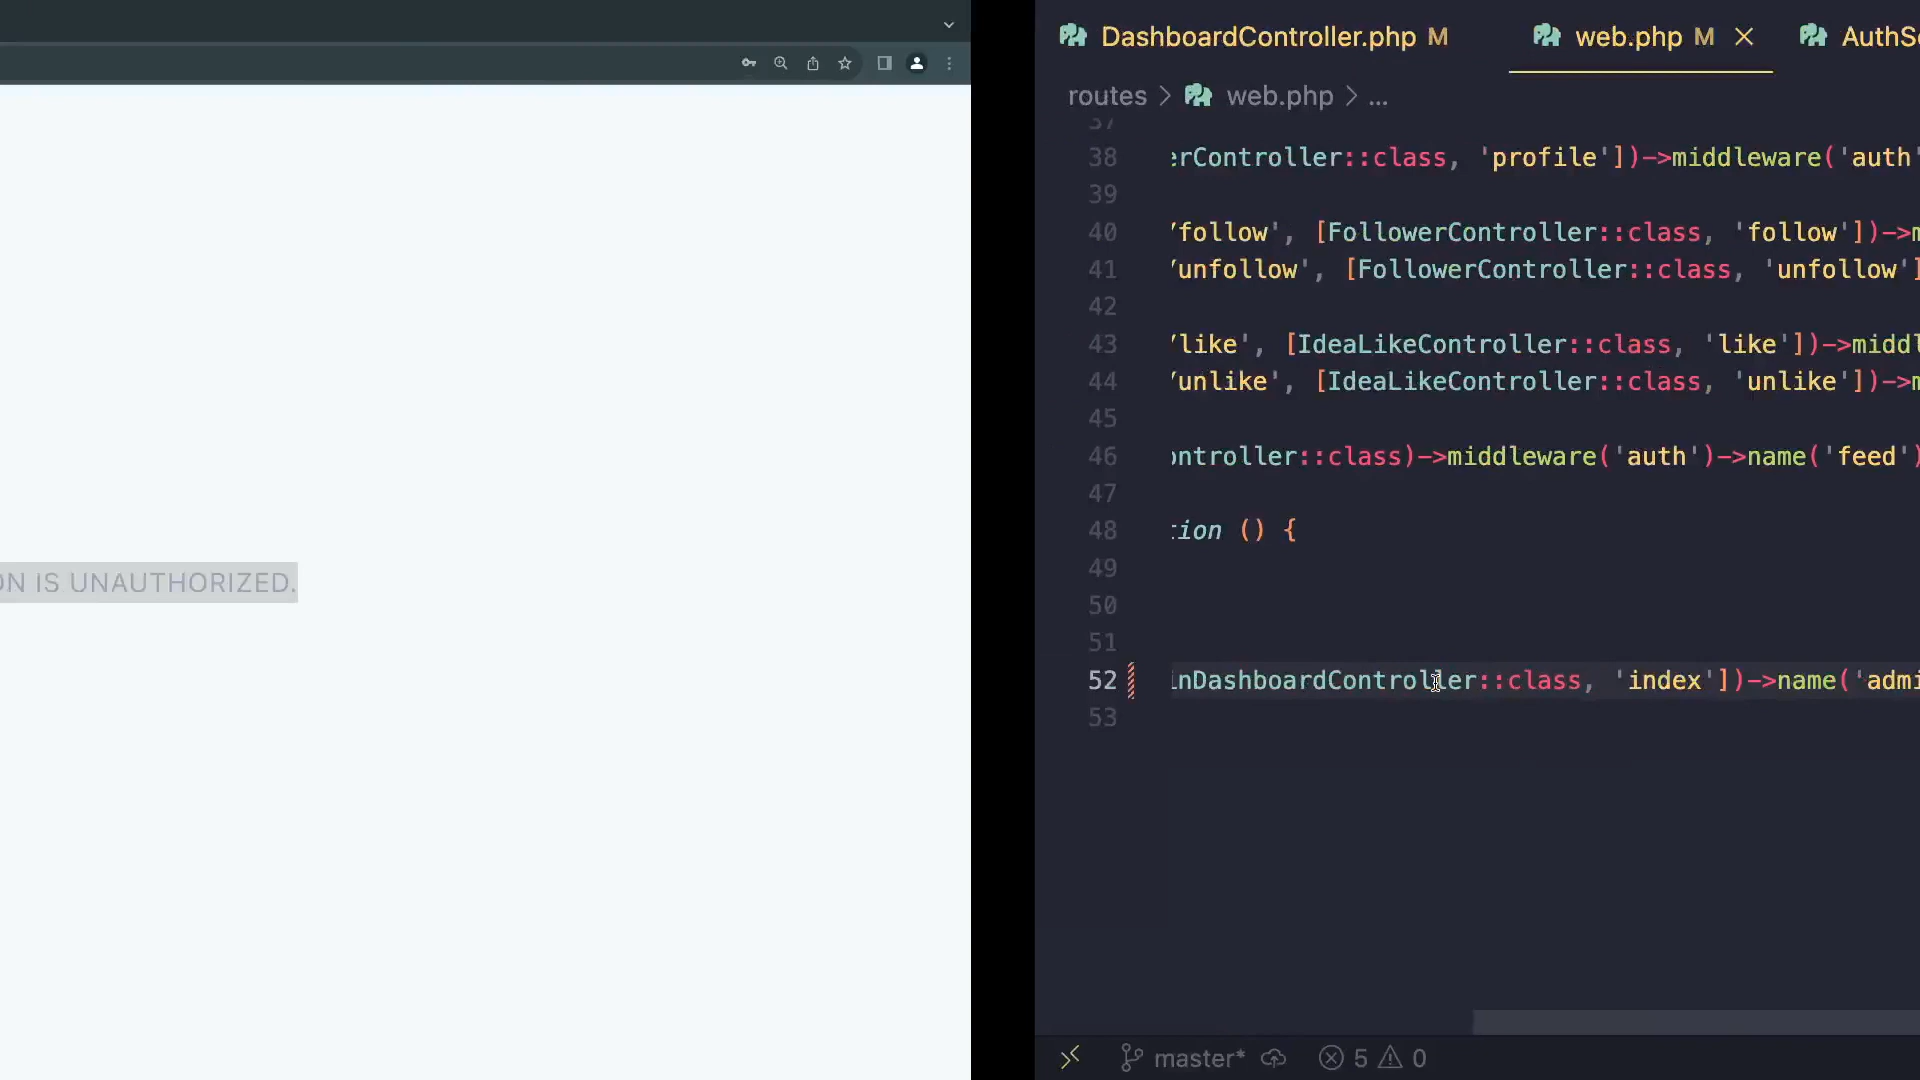 ON IS UNAUTHORIZED.
DashboardController.php M
web.php M
routes > web.php > ...
37
38 erController::class, 'profile'])->middleware('auth'
39
40 /follow', [FollowerController::class, 'follow'])->m
41 /unfollow', [FollowerController::class, 'unfollow']
42
43 /like', [IdeaLikeController::class, 'like'])->middl
44 /unlike', [IdeaLikeController::class, 'unlike'])->m
45
46 ontroller::class)->middleware('auth')->name('feed')
47
48 tion () {
49
50
51
52 inDashboardController::class, 'index'])->name('admi
53
master* 5 0